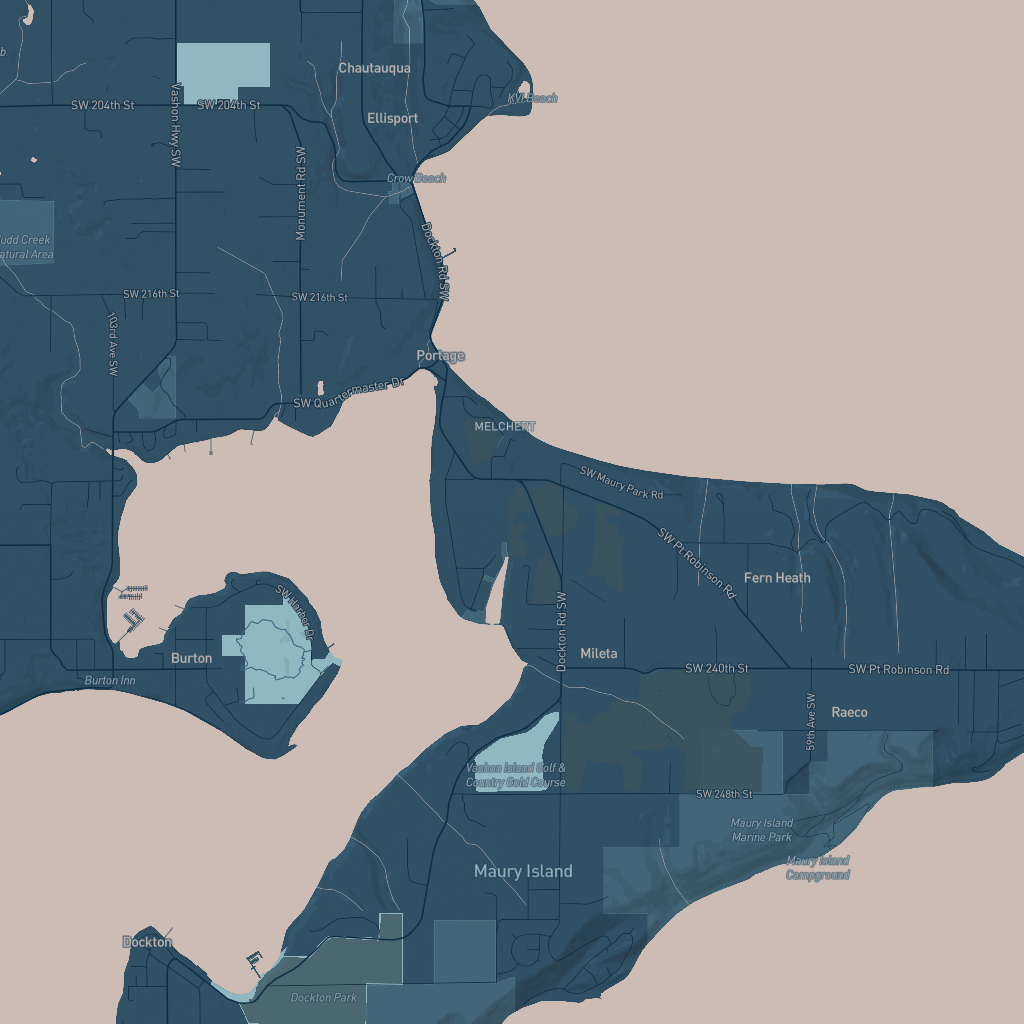 b
Chautauqua
KVI Beach
SW 204th St
SW 204th St
Ellisport
Vashon Hwy SW
Monument Rd SW
Crow Beach
Judd Creek
Natural Area
Dockton Rd SW
SW 216th St
SW 216th St
103rd Ave SW
Portage
SW Quartermaster Dr
MELCHERT
SW Maury Park Rd
SW Pt Robinson Rd
Fern Heath
SW Harbor Dr
Dockton Rd SW
Burton
Mileta
SW 240th St
SW Pt Robinson Rd
Burton Inn
59th Ave SW
Raeco
Vashon Island Golf &
Country Gold Course
SW 248th St
Maury Island
Marine Park
Maury Island
Maury Island
Campground
Dockton
Dockton Park